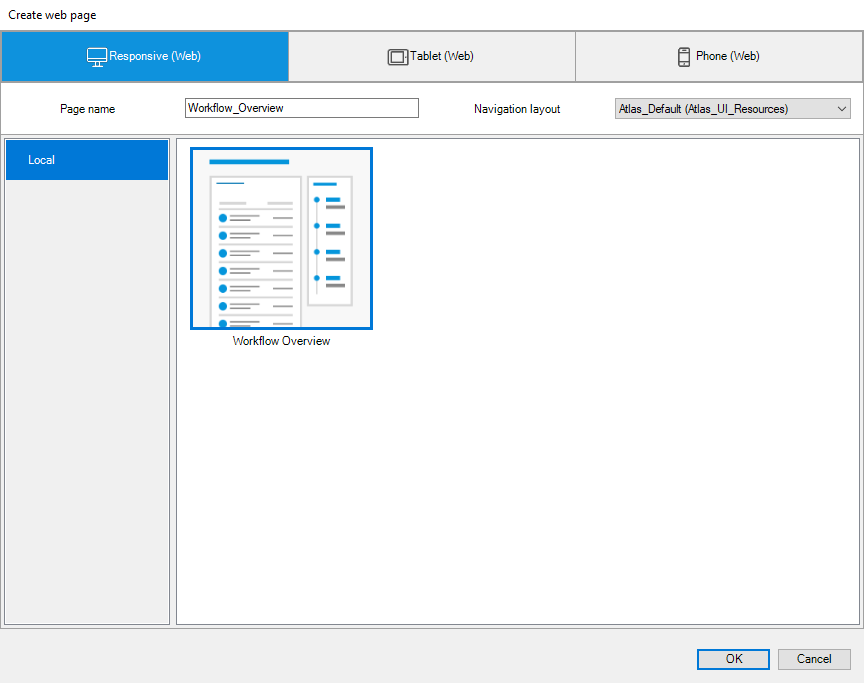 Create web page
Responsive (Web)
Tablet (Web)
Phone (Web)
Page name
Workflow_Overview
Navigation layout
Atlas_Default (Atlas_UI_Resources)
Local
Workflow Overview
OK
Cancel